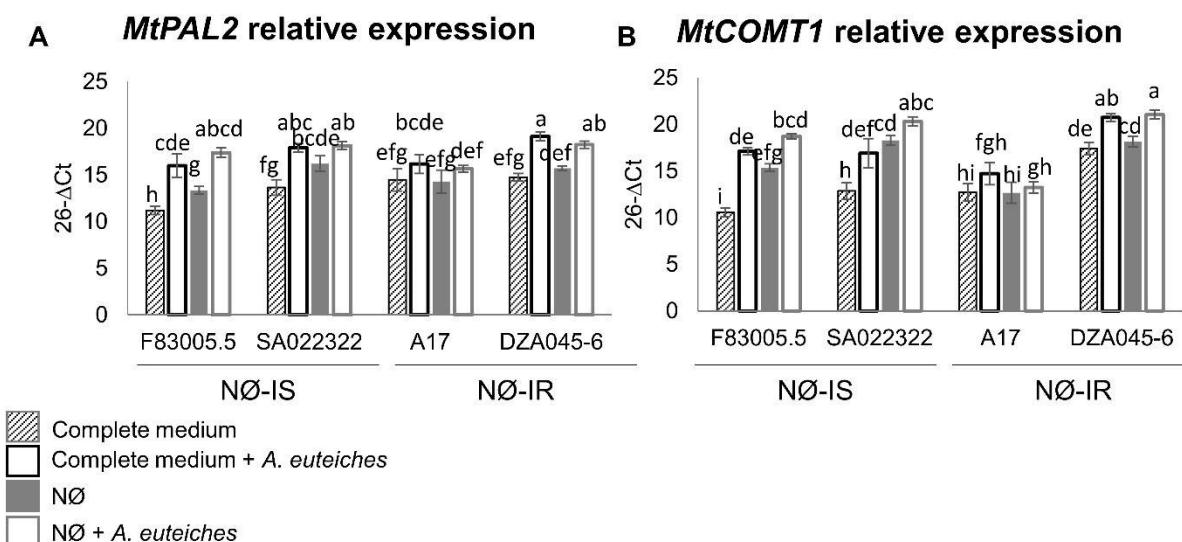 A MtPAL2 relative expression
26-ΔCt
25
20
15
10
5
0
h cde g abcd
fg abc bcde ab
efg bcde efg def
efg a def ab
F83005.5 SA022322 A17 DZA045-6
NØ-IS NØ-IR
B MtCOMT1 relative expression
26-ΔCt
25
20
15
10
5
0
i de efg bcd
h def cd abc
hi fgh hi gh
de ab cd a
F83005.5 SA022322 A17 DZA045-6
NØ-IS NØ-IR
Complete medium
Complete medium + A. euteiches
NØ
NØ + A. euteiches